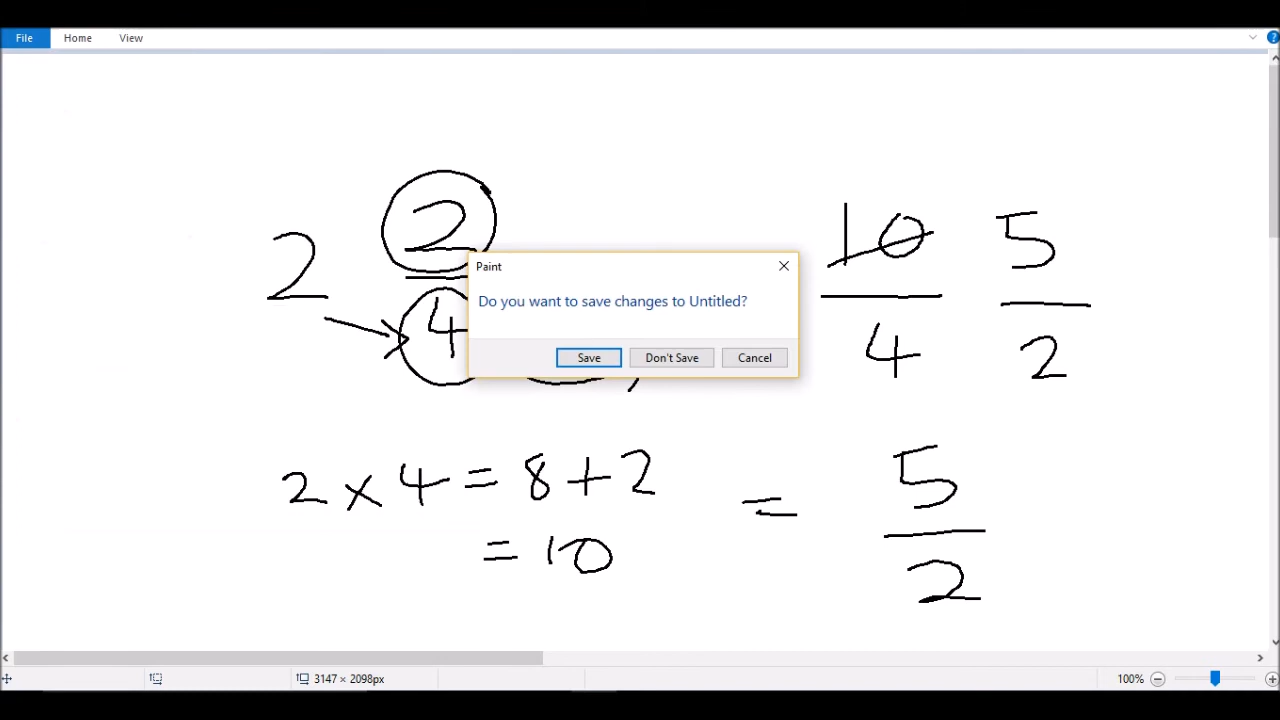 File Home View
2 2/4
10/4 5/2
Paint
Do you want to save changes to Untitled?
Save Don't Save Cancel
2 × 4 = 8 + 2
= 10
= 5/2
3147 × 2098px 100%